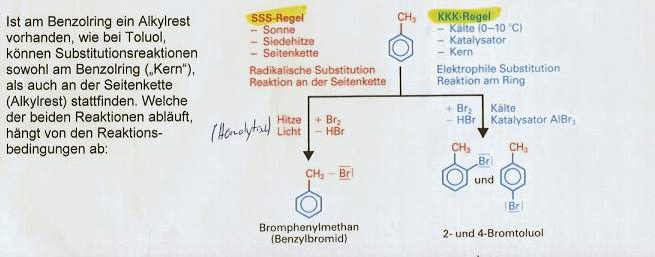 Ist am Benzolring ein Alkylrest
vorhanden, wie bei Toluol,
können Substitutionsreaktionen
sowohl am Benzolring („Kern“),
als auch an der Seitenkette
(Alkylrest) stattfinden. Welche
der beiden Reaktionen abläuft,
hängt von den Reaktions-
bedingungen ab:
SSS-Regel
– Sonne
– Siedehitze
– Seitenkette
Radikalische Substitution
Reaktion an der Seitenkette
CH3
KKK-Regel
– Kälte (0–10 °C)
– Katalysator
– Kern
Elektrophile Substitution
Reaktion am Ring
Hitze + Br2
Licht – HBr
+ Br2 Kälte
– HBr Katalysator AlBr3
CH2 – Br
Bromphenylmethan
(Benzylbromid)
CH3
Br
und
CH3
Br
2- und 4-Bromtoluol